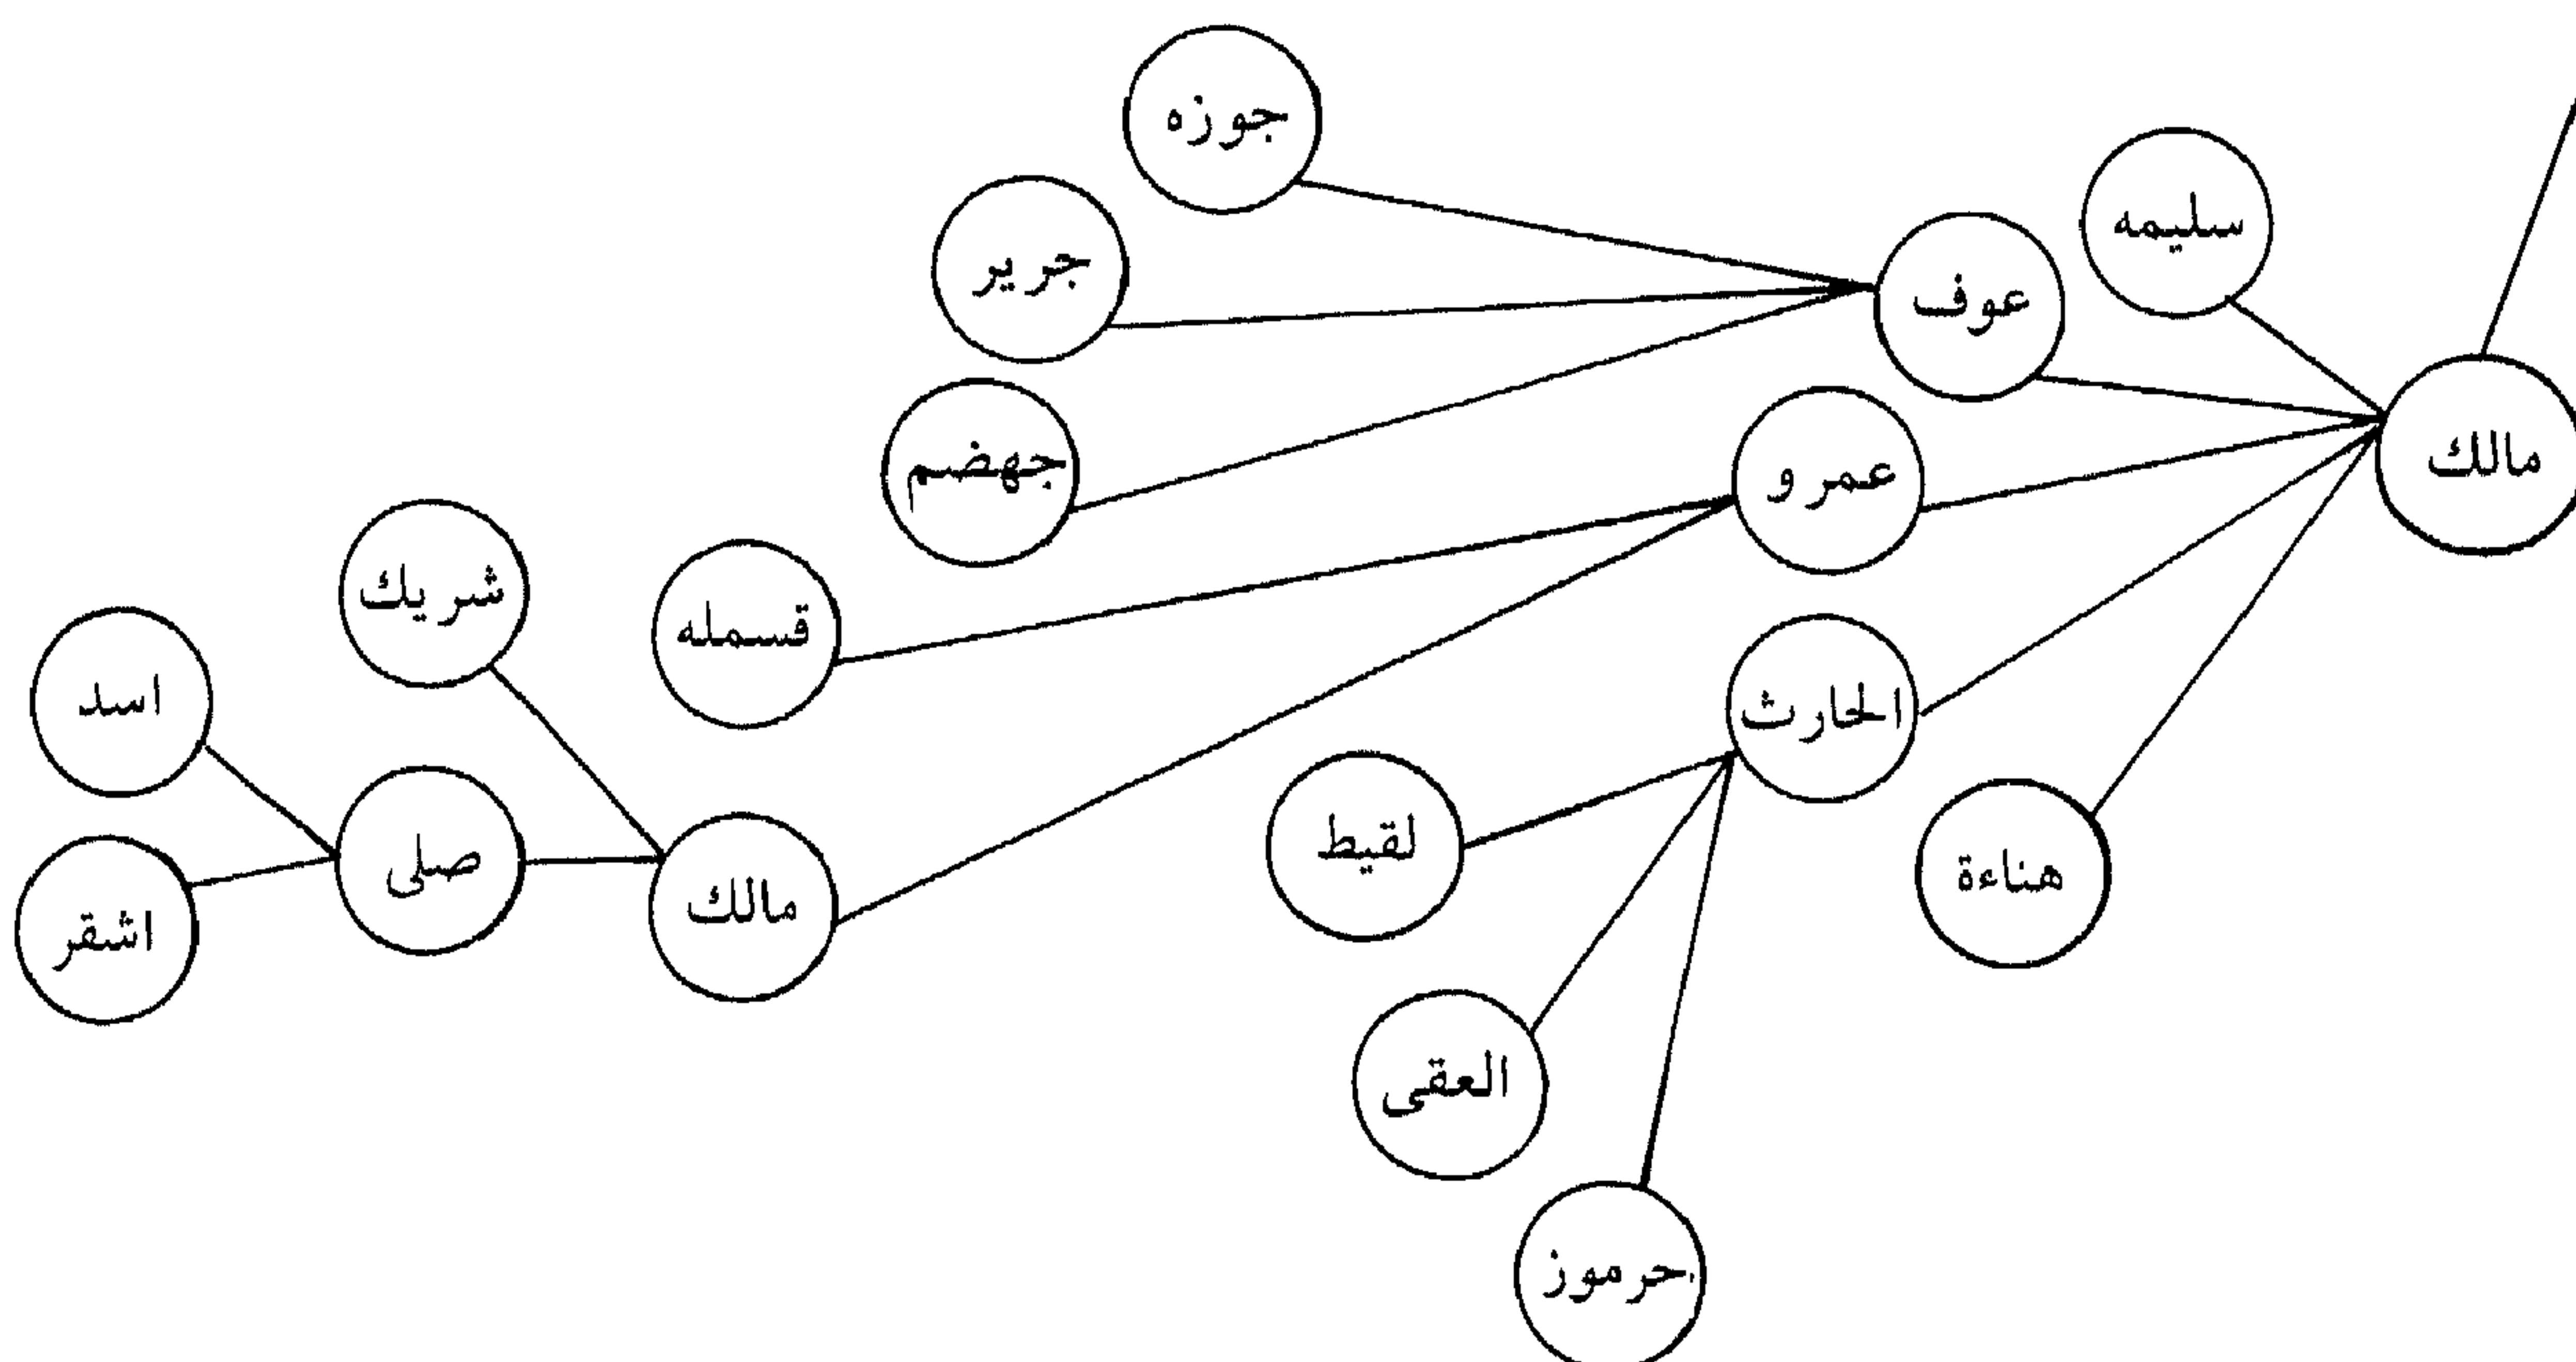 جوزه
سليمه
جرير
عوف
مالك
جهضم
عمرو
شريك
قسمله
اسد
الحارث
لقيط
هناءة
صلى
مالك
اشقر
العقى
حرموز